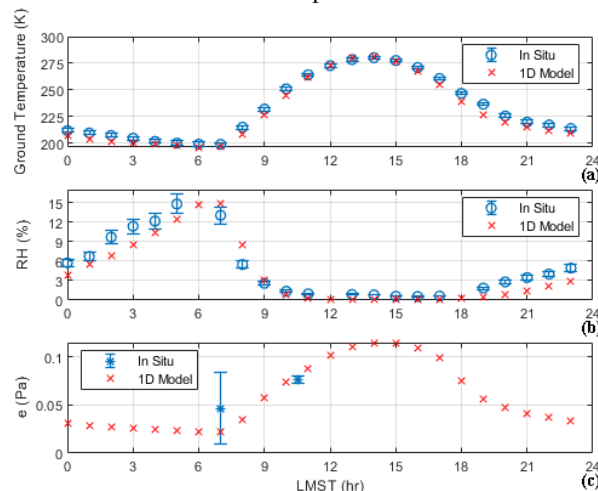 Ground Temperature (K)
300
275
250
225
200
In Situ
1D Model
0 3 6 9 12 15 18 21 24
(a)
RH (%)
15
12
9
6
3
0
In Situ
1D Model
0 3 6 9 12 15 18 21 24
(b)
e (Pa)
0.1
0.05
0
In Situ
1D Model
0 3 6 9 12 15 18 21 24
LMST (hr)
(c)